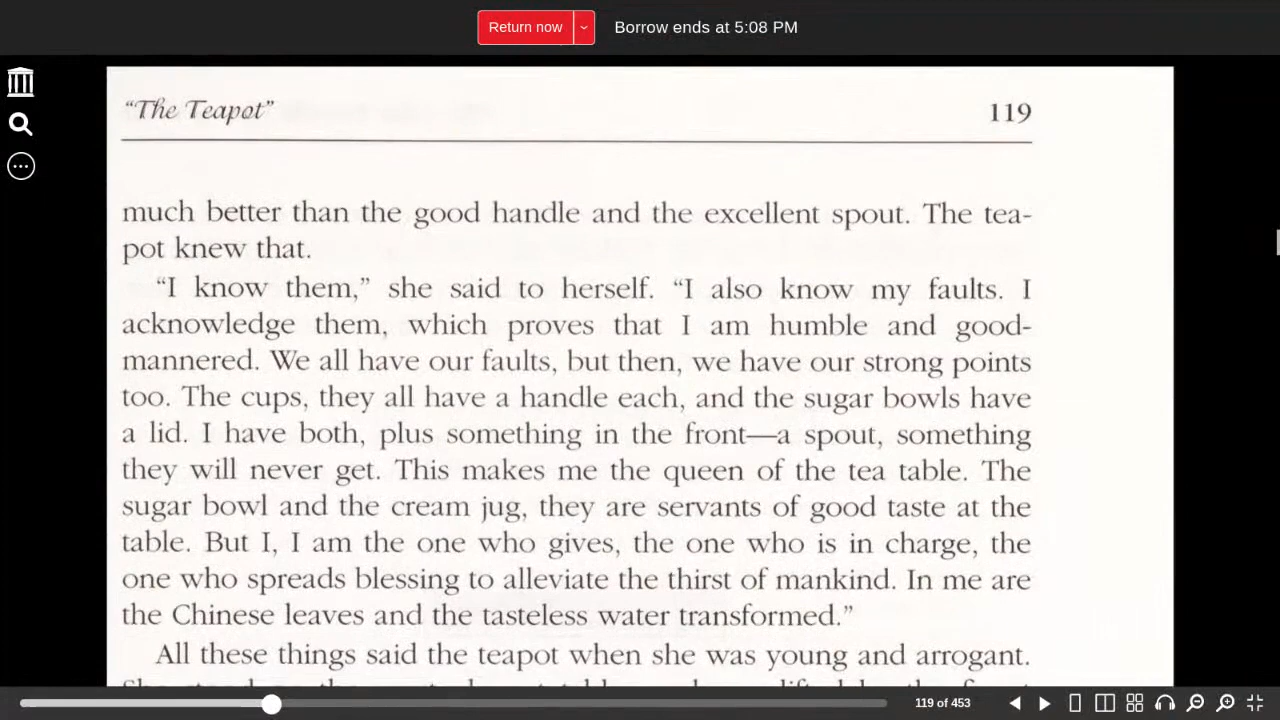 Return now
Borrow ends at 5:08 PM
“The Teapot”
119
much better than the good handle and the excellent spout. The tea-
pot knew that.
“I know them,” she said to herself. “I also know my faults. I
acknowledge them, which proves that I am humble and good-
mannered. We all have our faults, but then, we have our strong points
too. The cups, they all have a handle each, and the sugar bowls have
a lid. I have both, plus something in the front—a spout, something
they will never get. This makes me the queen of the tea table. The
sugar bowl and the cream jug, they are servants of good taste at the
table. But I, I am the one who gives, the one who is in charge, the
one who spreads blessing to alleviate the thirst of mankind. In me are
the Chinese leaves and the tasteless water transformed.”
All these things said the teapot when she was young and arrogant.
119 of 453